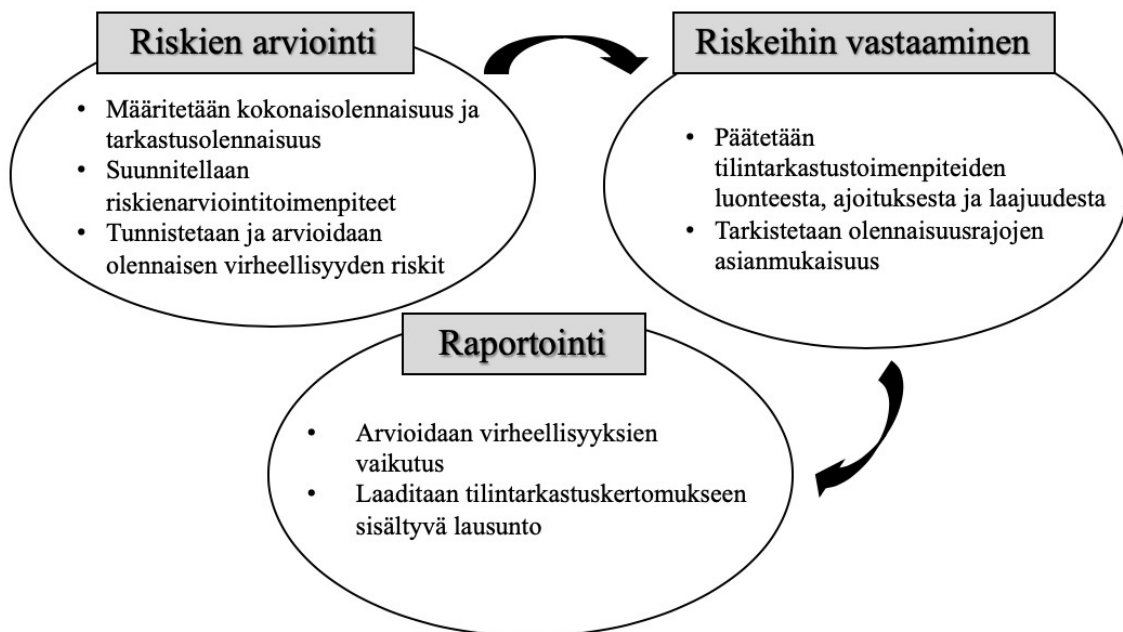 Riskien arviointi
• Määritetään kokonaisolennaisuus ja
tarkastusolennaisuus
• Suunnitellaan
riskienarviointitoimenpiteet
• Tunnistetaan ja arvioidaan
olennaisen virheellisyyden riskit
Riskeihin vastaaminen
• Päätetään
tilintarkastustoimenpiteiden
luonteesta, ajoituksesta ja laajuudesta
• Tarkistetaan olennaisuusrajojen
asianmukaisuus
Raportointi
• Arvioidaan virheellisyyksien
vaikutus
• Laaditaan tilintarkastuskertomukseen
sisältyvä lausunto